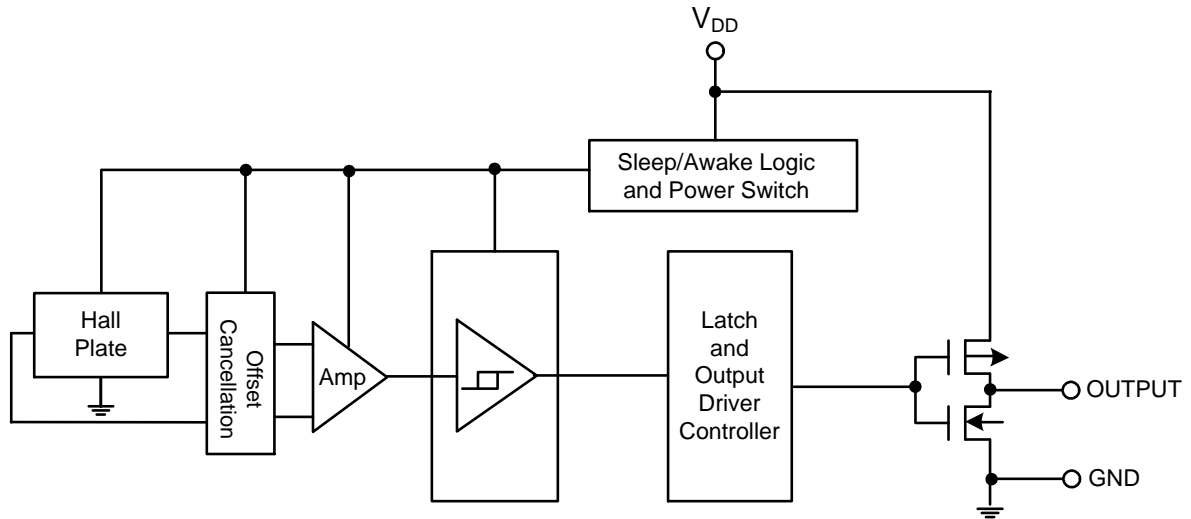 VDD
Sleep/Awake Logic
and Power Switch
Hall
Plate
Offset
Cancellation
Amp
Latch
and
Output
Driver
Controller
OUTPUT
GND